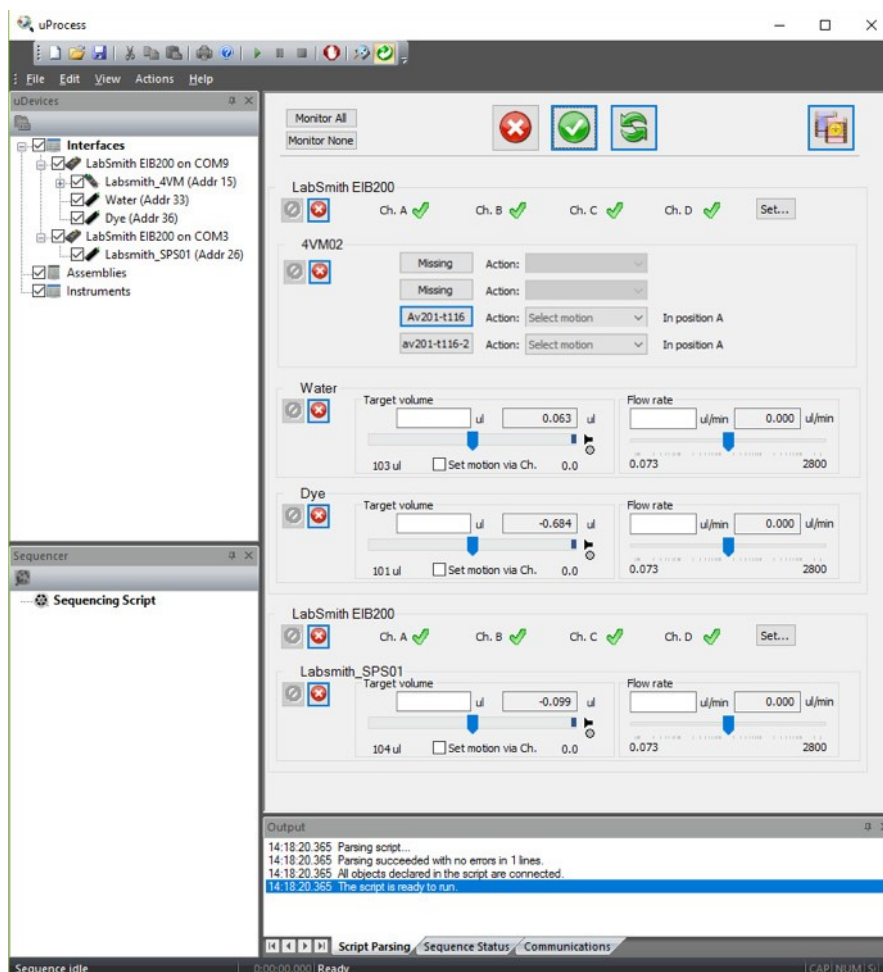 uProcess
File Edit View Actions Help
uDevices
Interfaces
LabSmith EIB200 on COM9
Labsmith_4VM (Addr 15)
Water (Addr 33)
Dye (Addr 36)
LabSmith EIB200 on COM3
Labsmith_SPS01 (Addr 26)
Assemblies
Instruments
Sequencer
Sequencing Script
Monitor All
Monitor None
LabSmith EIB200
Ch. A Ch. B Ch. C Ch. D Set...
4VM02
Missing Action:
Missing Action:
Av201-t116 Action: Select motion In position A
av201-t116-2 Action: Select motion In position A
Water
Target volume Flow rate
ul 0.063 ul ul/min 0.000 ul/min
103 ul Set motion via Ch. 0.0 0.073 2800
Dye
Target volume Flow rate
ul -0.684 ul ul/min 0.000 ul/min
101 ul Set motion via Ch. 0.0 0.073 2800
LabSmith EIB200
Ch. A Ch. B Ch. C Ch. D Set...
Labsmith_SPS01
Target volume Flow rate
ul -0.099 ul ul/min 0.000 ul/min
104 ul Set motion via Ch. 0.0 0.073 2800
Output
14:18:20.365 Parsing script...
14:18:20.365 Parsing succeeded with no errors in 1 lines.
14:18:20.365 All objects declared in the script are connected.
14:18:20.365 The script is ready to run.
Script Parsing Sequence Status Communications
Sequence idle 0:00:00.000 Ready CAP NUM